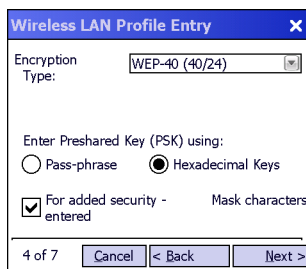 Wireless LAN Profile Entry
Encryption Type: WEP-40 (40/24)
Enter Preshared Key (PSK) using:
Pass-phrase Hexadecimal Keys
For added security - Mask characters entered
4 of 7 Cancel < Back Next >